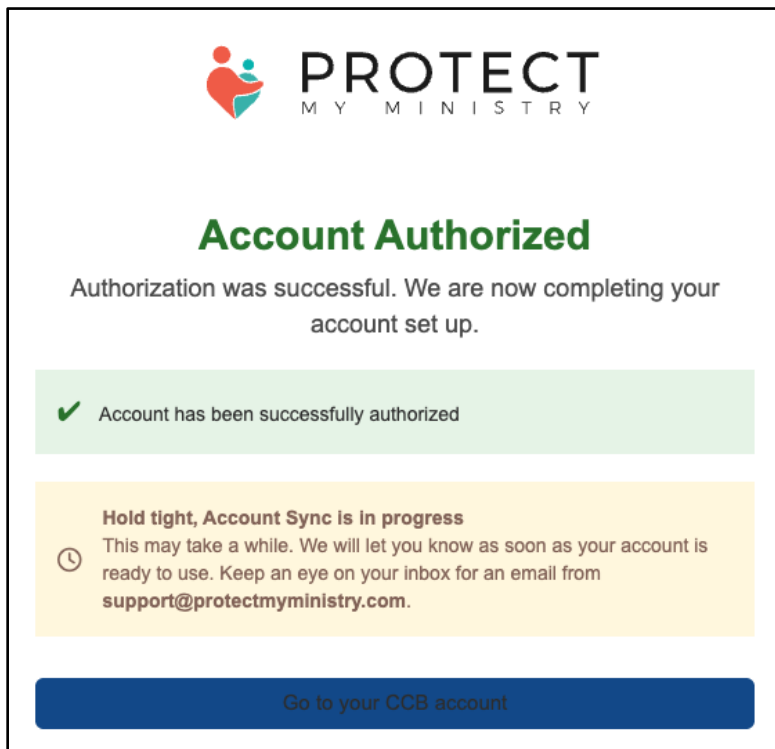 PROTECT
MY MINISTRY
Account Authorized
Authorization was successful. We are now completing your
account set up.
Account has been successfully authorized
Hold tight, Account Sync is in progress
This may take a while. We will let you know as soon as your account is
ready to use. Keep an eye on your inbox for an email from
support@protectmyministry.com.
Go to your CCB account